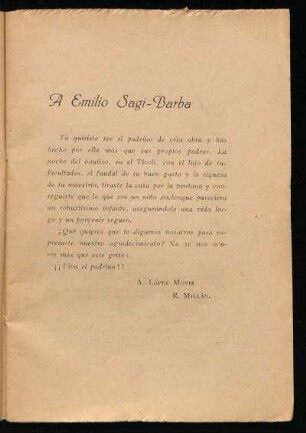 A Emilio Sagi-Barba
Tú quisiste ser el padrino de esta obra y has
hecho por ella más que sus propios padres. La
noche del bautizo, en el Tívoli, con el lujo de tus
facultades, el caudal de tu buen gusto y la riqueza
de tu maestría, tiraste la casa por la ventana y con-
seguiste que lo que era un niño enclenque pareciera
un robustísimo infante, asegurándole una vida lar-
ga y un porvenir seguro.
¿Qué quieres que te digamos nosotros para ex-
presarte nuestro agradecimiento? No se nos ocu-
rre más que este grito:
¡¡Viva el padrino!!
A. López Monís
R. Millán.